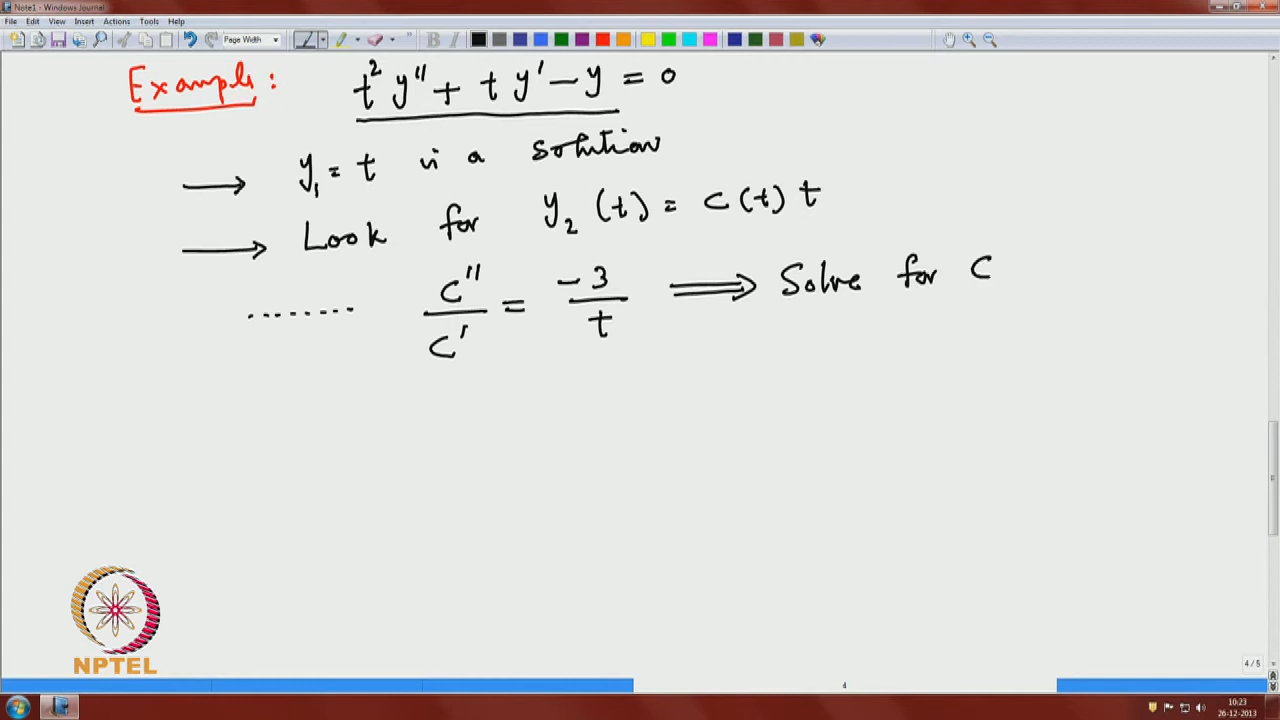 Note1 - Windows Journal
File Edit View Insert Actions Tools Help
Page Width
Example: t² y'' + t y' − y = 0
⟶ y₁ = t is a solution
⟶ Look for y₂ (t) = c (t) t
........ c''/c' = −3/t ⟹ Solve for C
NPTEL
4 / 5
4
10:23
26-12-2013